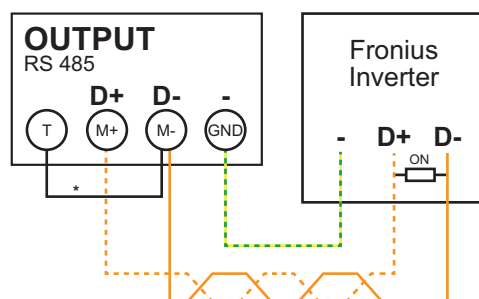 OUTPUT
RS 485
D+ D- -
T M+ M- GND
*
Fronius
Inverter
- D+ D-
ON